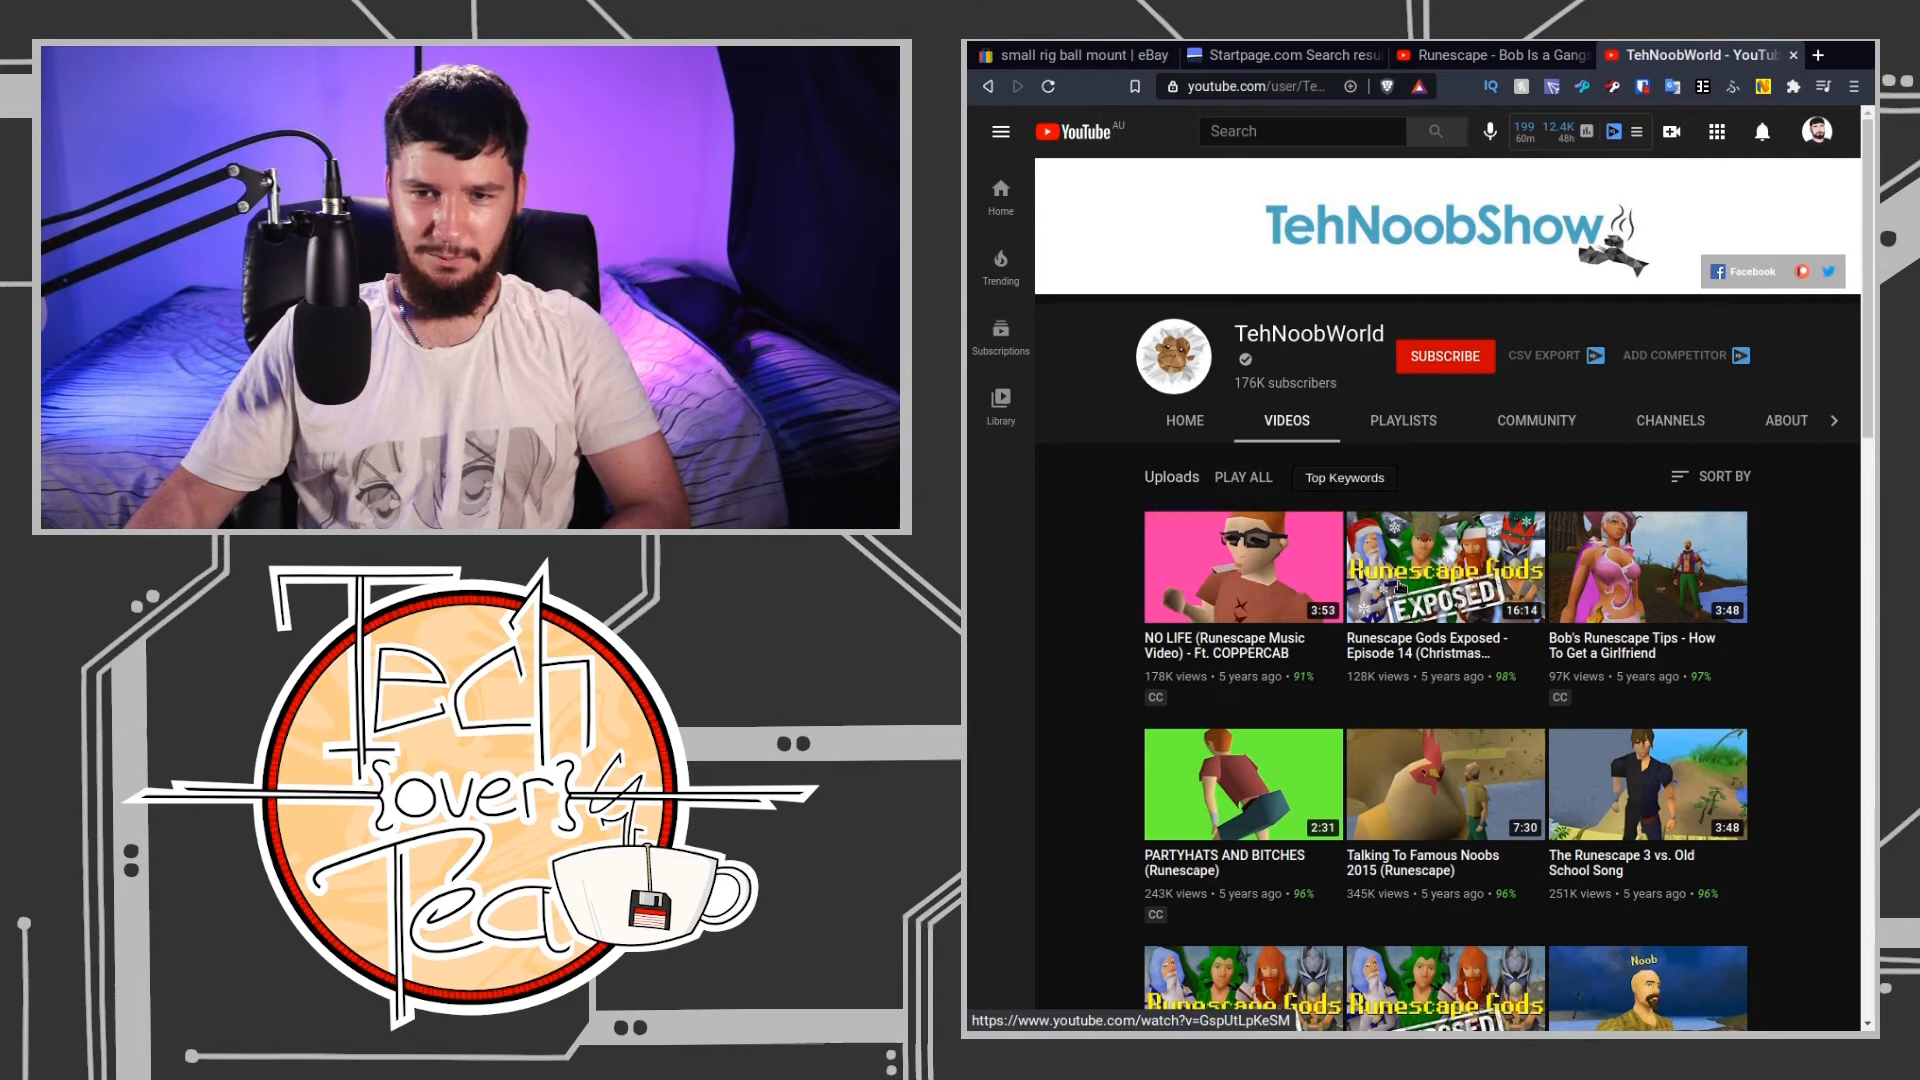 Tech
{over}
Tea
small rig ball mount | eBay
Startpage.com Search resu
Runescape - Bob Is a Gang
TehNoobWorld - YouTub
youtube.com/user/Te...
YouTube AU
Search
199
60m
12.4K
48h
Home
Trending
Subscriptions
Library
TehNoobShow
Facebook
TehNoobWorld
176K subscribers
SUBSCRIBE
CSV EXPORT
ADD COMPETITOR
HOME
VIDEOS
PLAYLISTS
COMMUNITY
CHANNELS
ABOUT
Uploads
PLAY ALL
Top Keywords
SORT BY
3:53
Runescape Gods
EXPOSED
16:14
3:48
NO LIFE (Runescape Music
Video) - Ft. COPPERCAB
178K views • 5 years ago • 91%
CC
Runescape Gods Exposed -
Episode 14 (Christmas...
128K views • 5 years ago • 98%
Bob's Runescape Tips - How
To Get a Girlfriend
97K views • 5 years ago • 97%
CC
2:31
7:30
3:48
PARTYHATS AND BITCHES
(Runescape)
243K views • 5 years ago • 96%
CC
Talking To Famous Noobs
2015 (Runescape)
345K views • 5 years ago • 96%
The Runescape 3 vs. Old
School Song
251K views • 5 years ago • 96%
Runescape Gods
Runescape Gods
EXPOSED
Noob
https://www.youtube.com/watch?v=GspUtLpKeSM